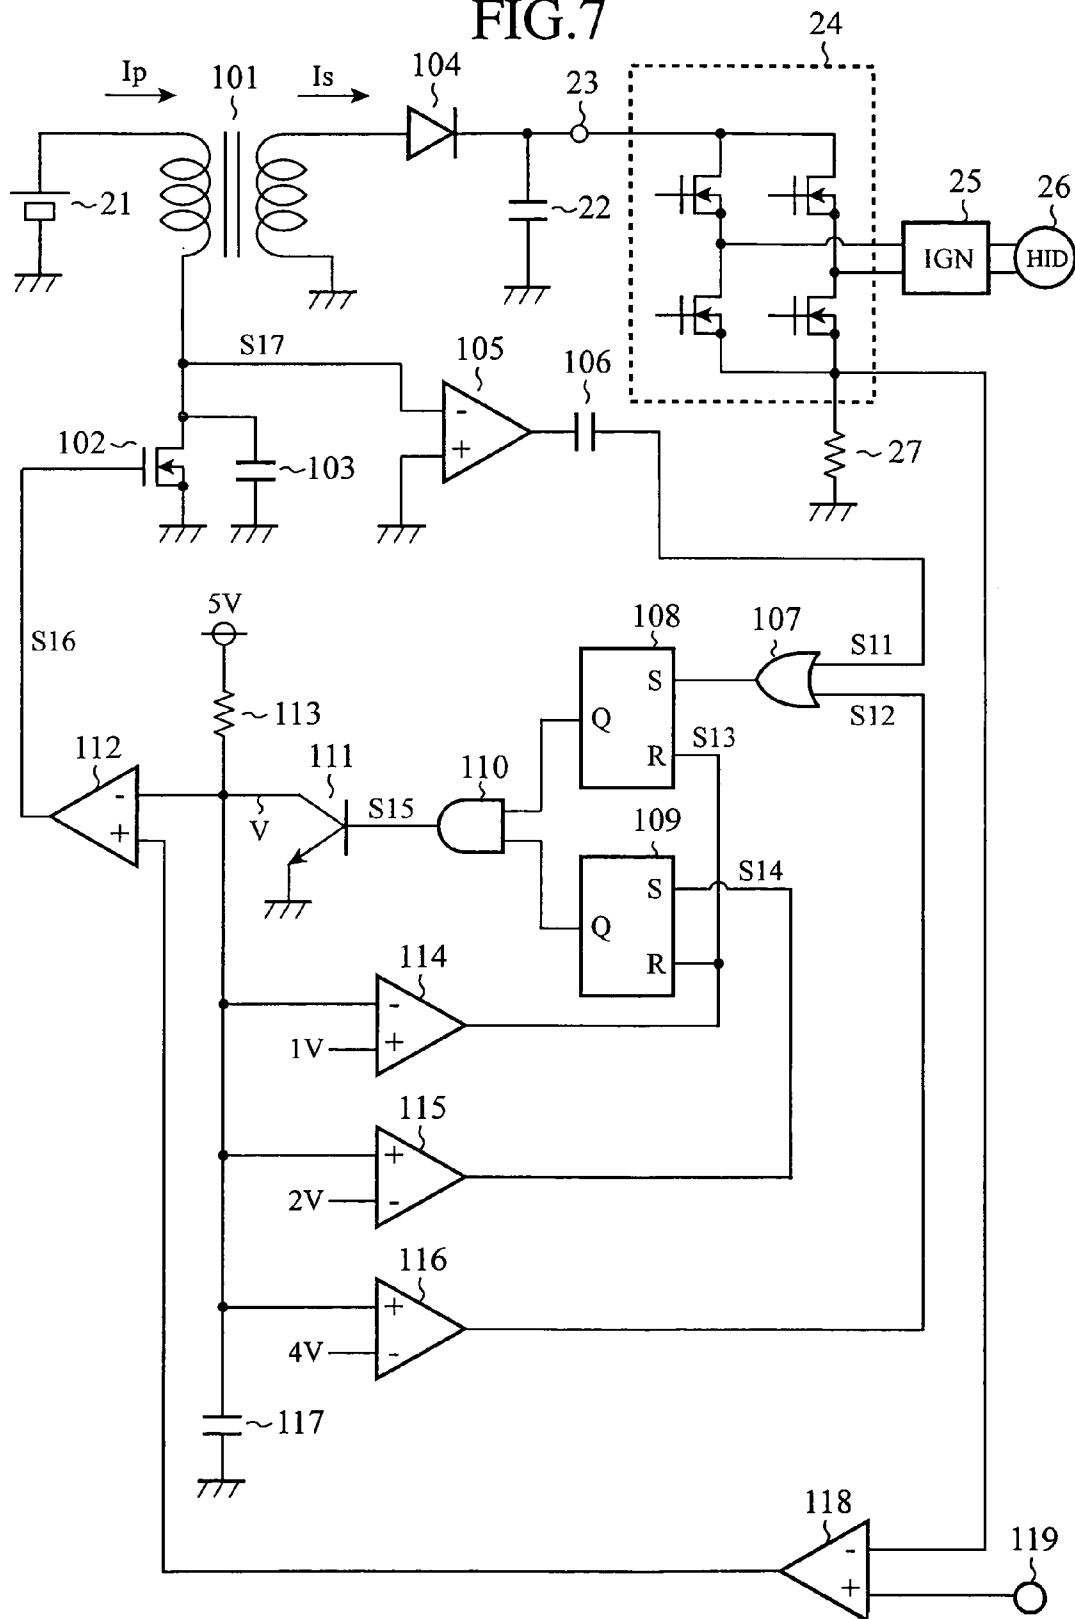 FIG.7
24
Ip
101
Is
104
23
21
22
25
26
IGN
HID
S17
105
106
-
+
102
103
27
5V
S16
108
107
S
S11
113
Q
S12
112
111
110
R
S13
-
S15
109
V
+
S
S14
Q
114
R
-
1V
+
115
+
2V
-
116
+
4V
-
117
118
119
-
+